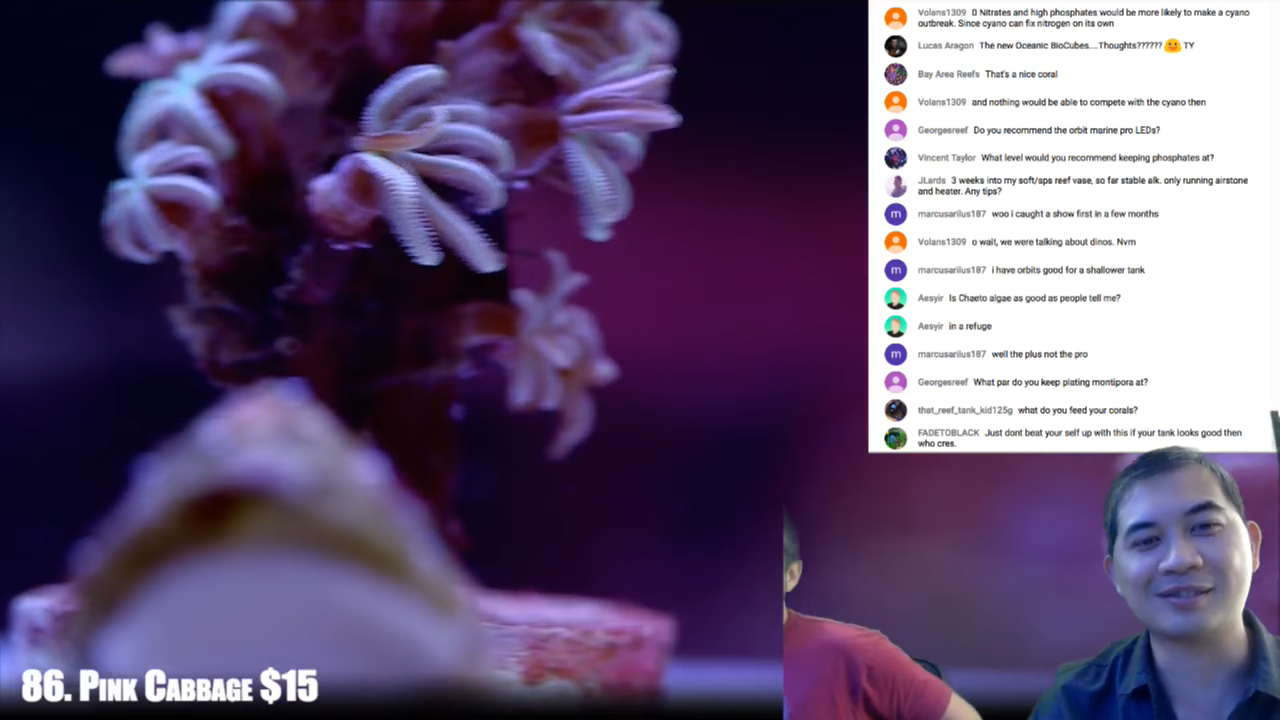 Volans1309 0 Nitrates and high phosphates would be more likely to make a cyano
outbreak. Since cyano can fix nitrogen on its own
Lucas Aragon The new Oceanic BioCubes....Thoughts?????? TY
Bay Area Reefs That's a nice coral
Volans1309 and nothing would be able to compete with the cyano then
Georgesreef Do you recommend the orbit marine pro LEDs?
Vincent Taylor What level would you recommend keeping phosphates at?
JLards 3 weeks into my soft/sps reef vase, so far stable alk. only running airstone
and heater. Any tips?
m marcusarilus187 woo i caught a show first in a few months
Volans1309 o wait, we were talking about dinos. Nvm
m marcusarilus187 i have orbits good for a shallower tank
Aesyir Is Chaeto algae as good as people tell me?
Aesyir in a refuge
m marcusarilus187 well the plus not the pro
Georgesreef What par do you keep plating montipora at?
that_reef_tank_kid125g what do you feed your corals?
FADETOBLACK Just dont beat your self up with this if your tank looks good then
who cres.
86. Pink Cabbage $15